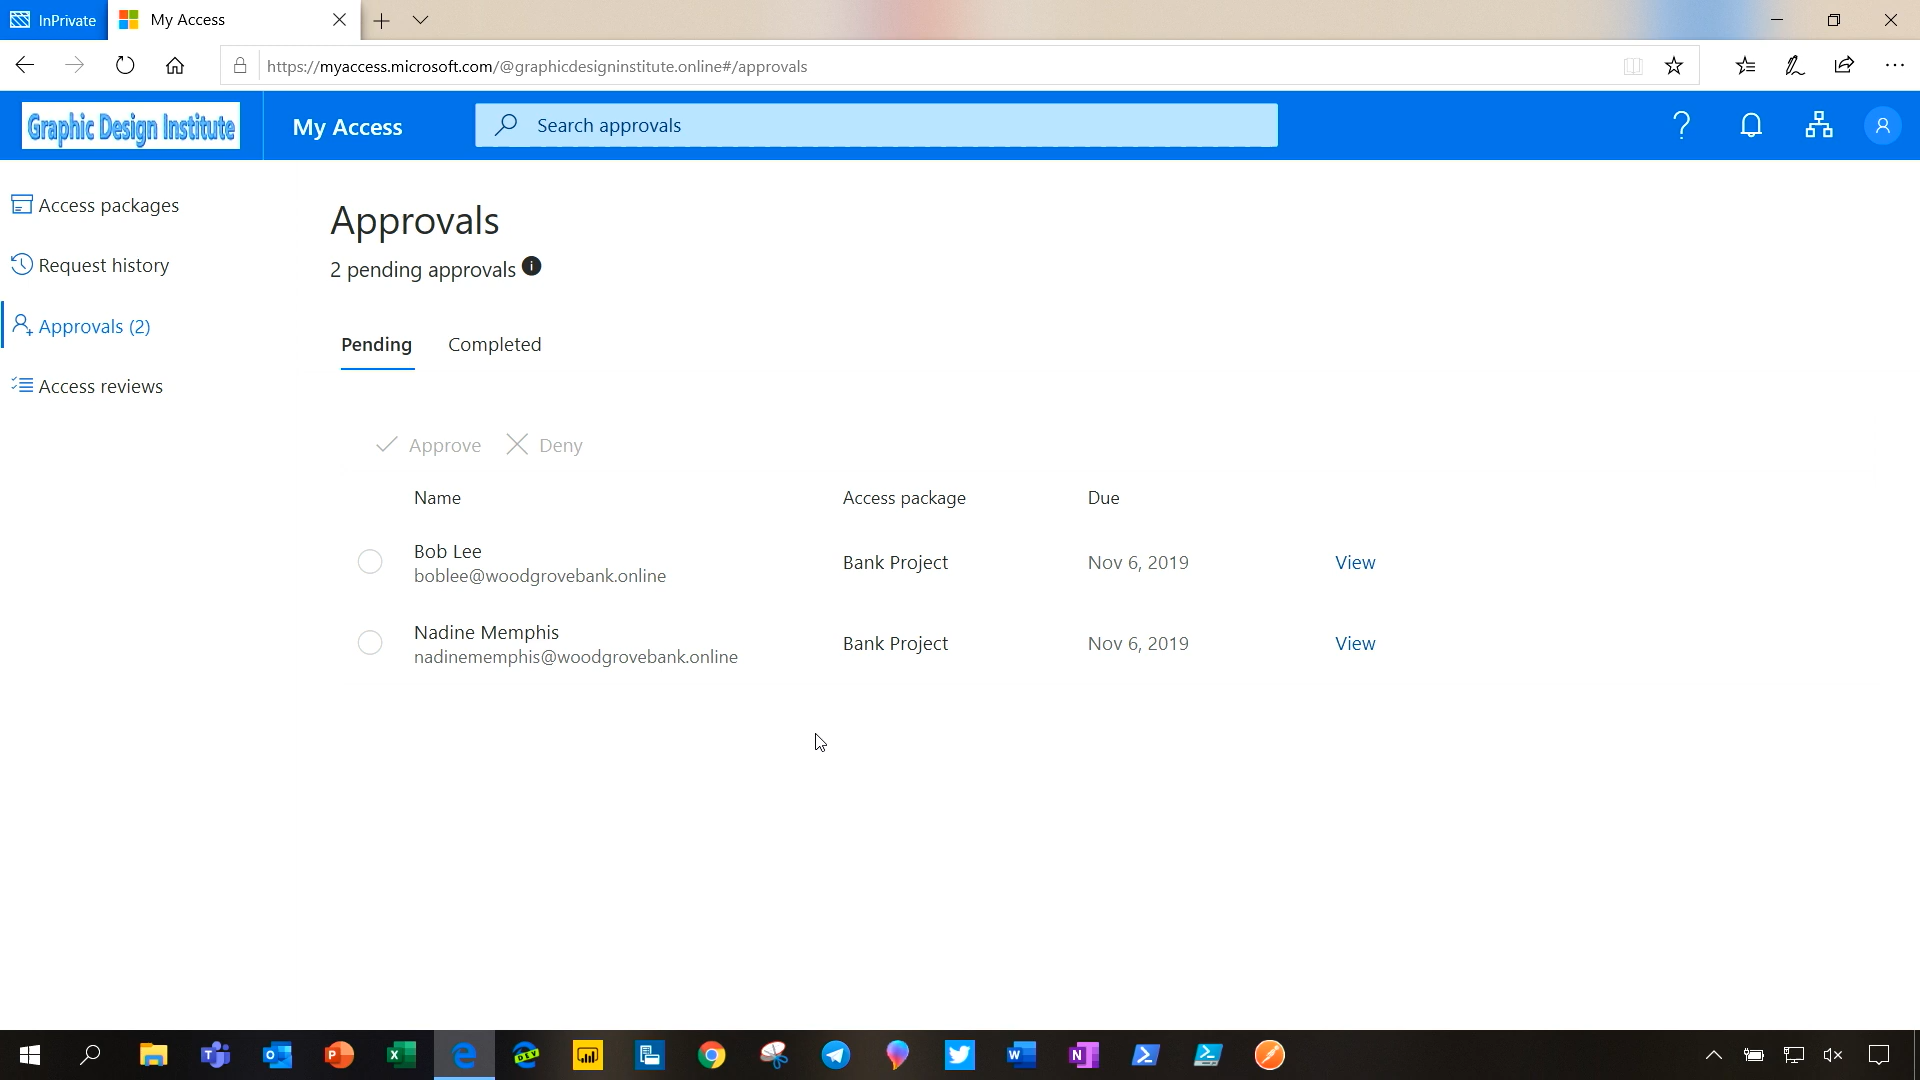 InPrivate
My Access
https://myaccess.microsoft.com/@graphicdesigninstitute.online#/approvals
Graphic Design Institute
My Access
Search approvals
Access packages
Request history
Approvals (2)
Access reviews
Approvals
2 pending approvals
Pending
Completed
Approve
Deny
Name
Access package
Due
Bob Lee
boblee@woodgrovebank.online
Bank Project
Nov 6, 2019
View
Nadine Memphis
nadinememphis@woodgrovebank.online
Bank Project
Nov 6, 2019
View
DEV